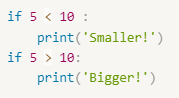 if 5 < 10 :
    print('Smaller!')
if 5 > 10:
    print('Bigger!')